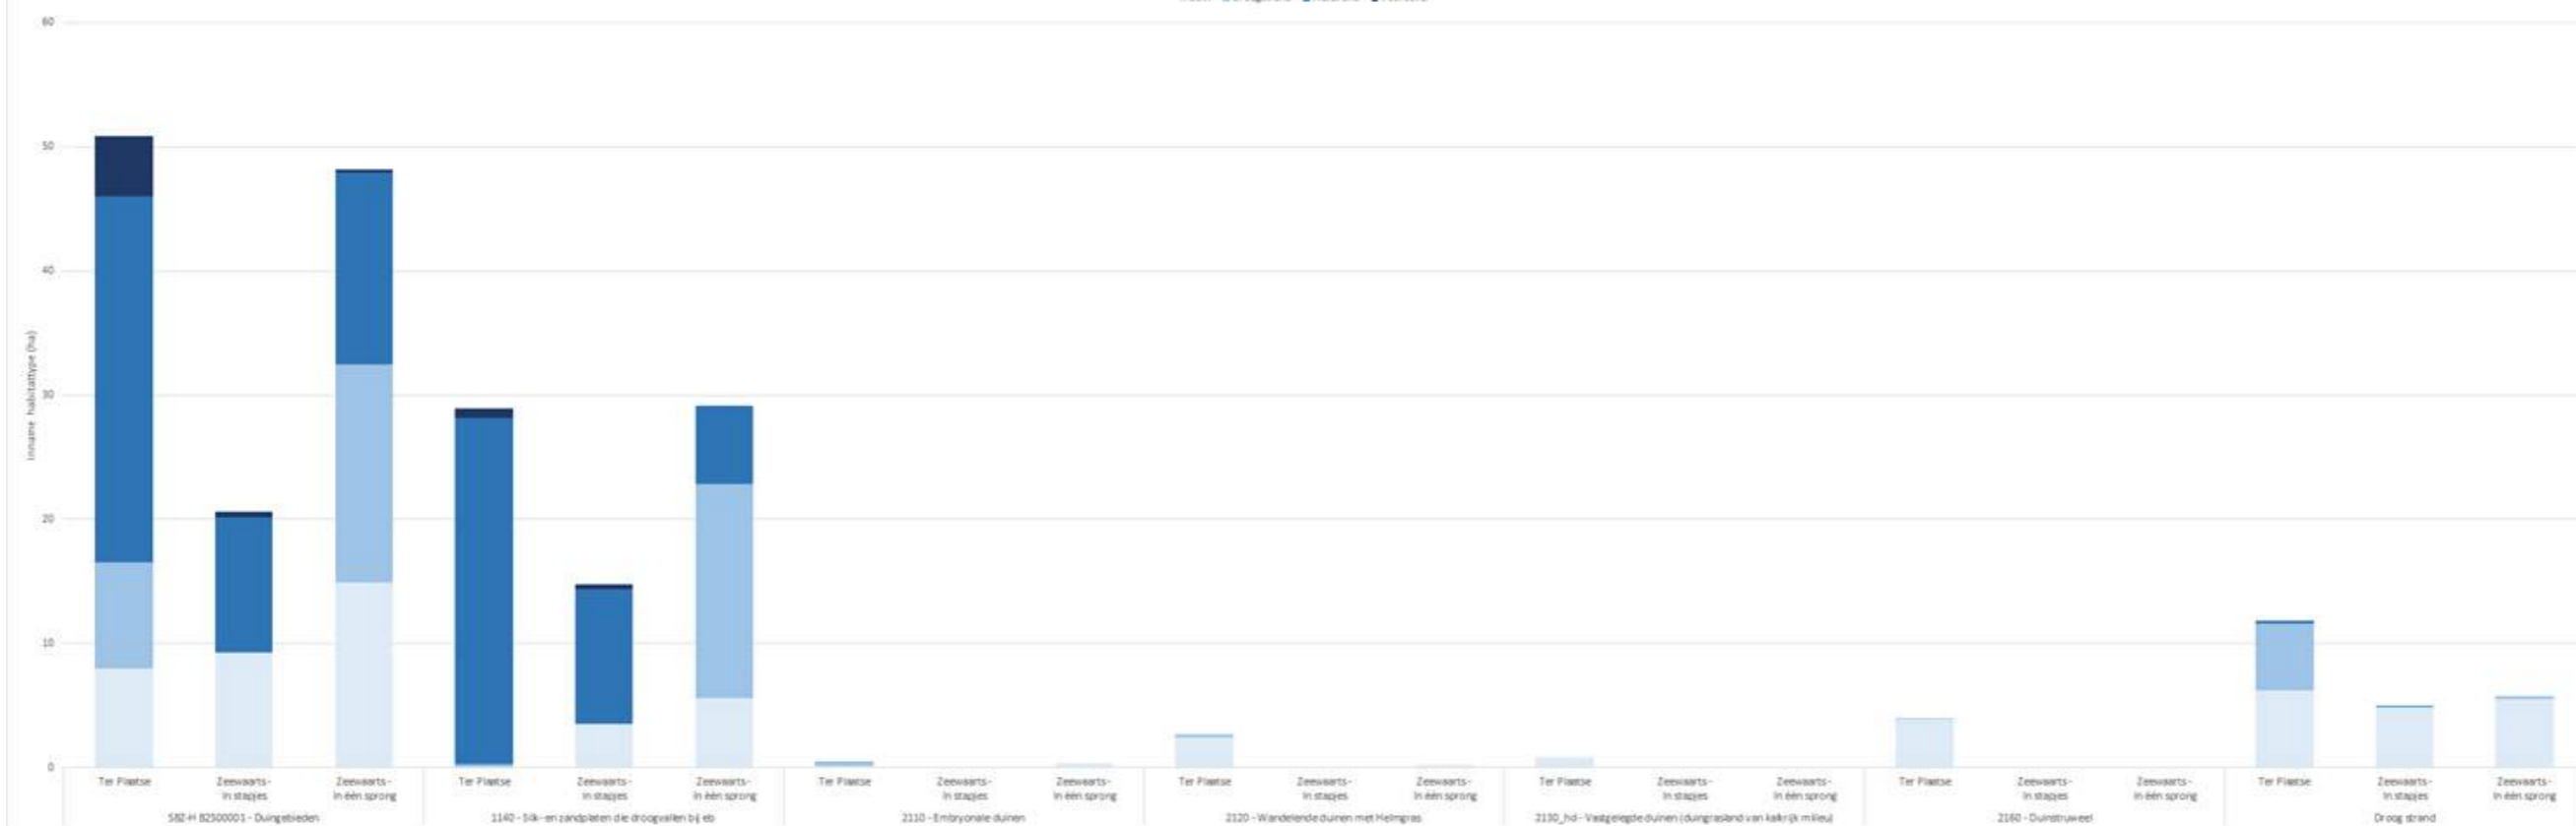 60
50
40
30
20
10
0
Inname habitattype (ha)
Ter Plaatse
Zeewaarts -
In stapjes
Zeewaarts -
In één sprong
Ter Plaatse
Zeewaarts -
In stapjes
Zeewaarts -
In één sprong
Ter Plaatse
Zeewaarts -
In stapjes
Zeewaarts -
In één sprong
Ter Plaatse
Zeewaarts -
In stapjes
Zeewaarts -
In één sprong
Ter Plaatse
Zeewaarts -
In stapjes
Zeewaarts -
In één sprong
Ter Plaatse
Zeewaarts -
In stapjes
Zeewaarts -
In één sprong
Ter Plaatse
Zeewaarts -
In stapjes
Zeewaarts -
In één sprong
SBZ-H B2500001 - Duingebieden
1140 - Slik- en zandplaten die droogvallen bij eb
2110 - Embryonale duinen
2120 - Wandelende duinen met Helmgras
2130_hd - Vastgelegde duinen (duingrasland van kalkrijk milieu)
2160 - Duinstruweel
Droog strand